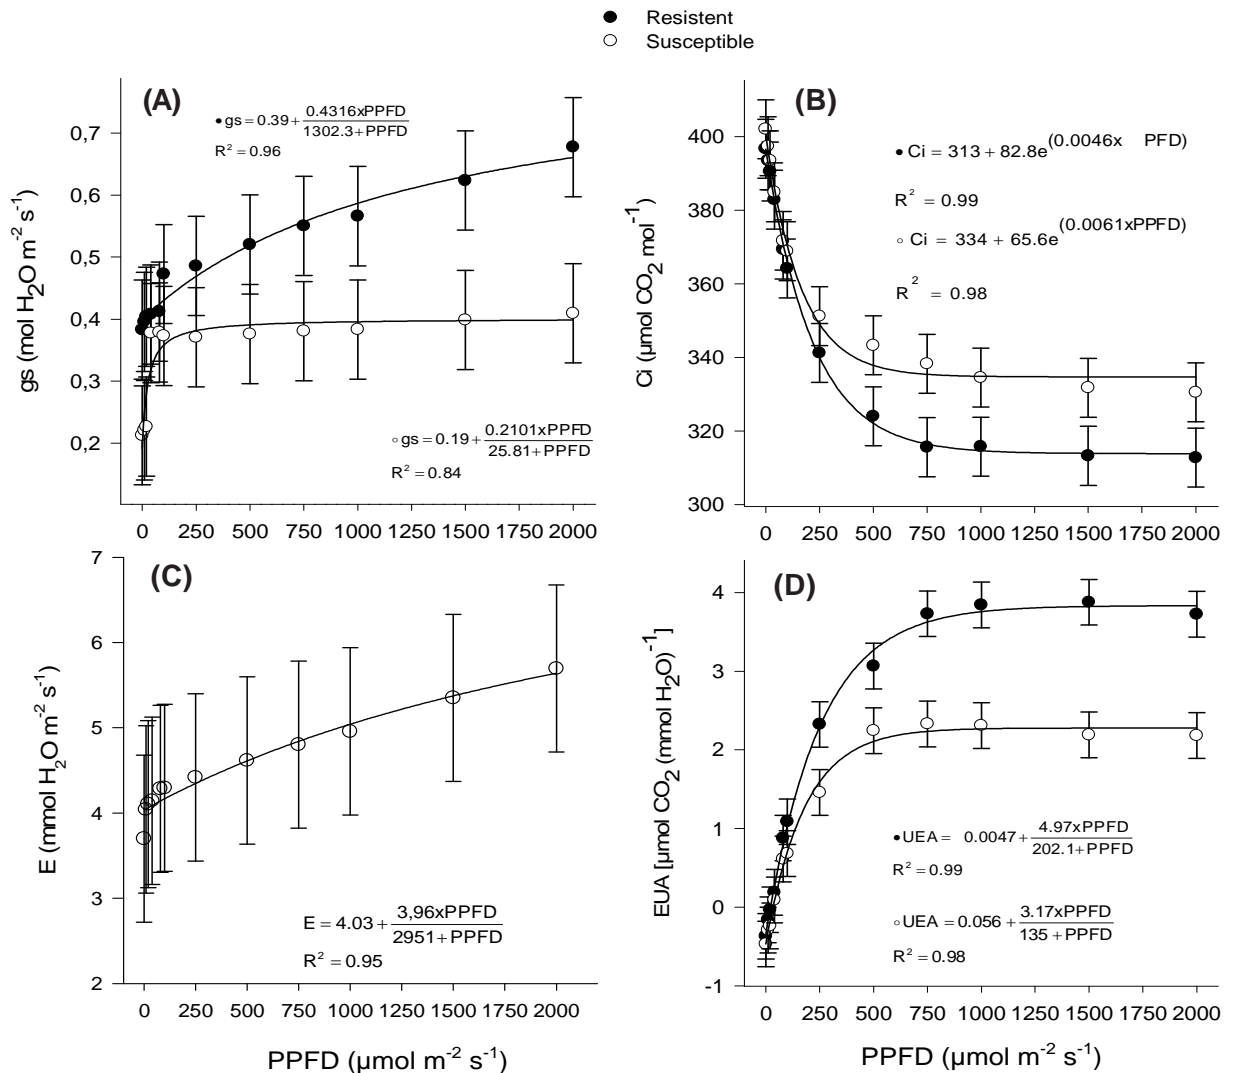 Resistent
Susceptible
(A)
gs = 0.39 + 0.4316xPPFD / 1302.3 + PPFD
R² = 0.96
gs = 0.19 + 0.2101xPPFD / 25.81 + PPFD
R² = 0.84
gs (mol H₂O m⁻² s⁻¹)
0,7
0,6
0,5
0,4
0,3
0,2
0 250 500 750 1000 1250 1500 1750 2000
(B)
Ci = 313 + 82.8e^(0.0046x PFD)
R² = 0.99
Ci = 334 + 65.6e^(0.0061xPPFD)
R² = 0.98
Ci (µmol CO₂ mol⁻¹)
400
380
360
340
320
300
0 250 500 750 1000 1250 1500 1750 2000
(C)
E = 4.03 + 3,96xPPFD / 2951 + PPFD
R² = 0.95
E (mmol H₂O m⁻² s⁻¹)
7
6
5
4
3
2
0 250 500 750 1000 1250 1500 1750 2000
PPFD (µmol m⁻² s⁻¹)
(D)
UEA = 0.0047 + 4.97xPPFD / 202.1 + PPFD
R² = 0.99
UEA = 0.056 + 3.17xPPFD / 135 + PPFD
R² = 0.98
EUA [µmol CO₂ (mmol H₂O)⁻¹]
4
3
2
1
0
-1
0 250 500 750 1000 1250 1500 1750 2000
PPFD (µmol m⁻² s⁻¹)